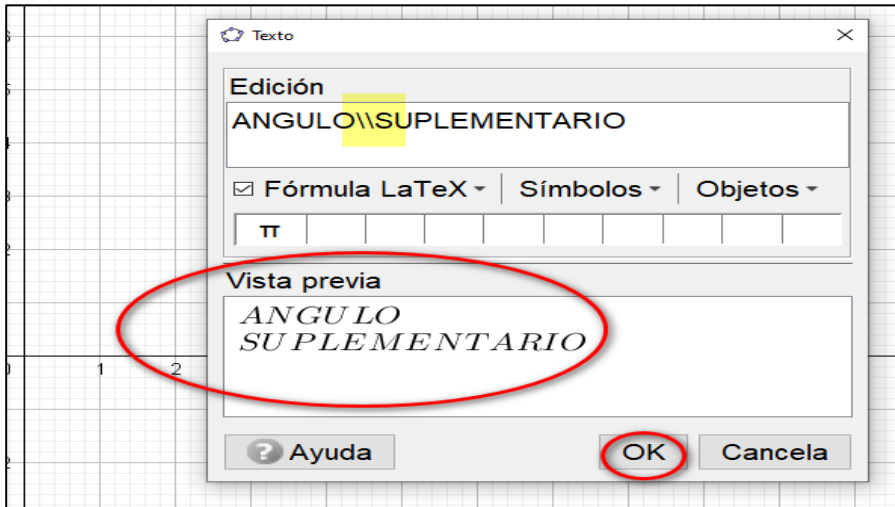 Texto
Edición
ANGULO\\SUPLEMENTARIO
Fórmula LaTeX Símbolos Objetos
π
Vista previa
ANGULO
SUPLEMENTARIO
1 2
? Ayuda OK Cancela